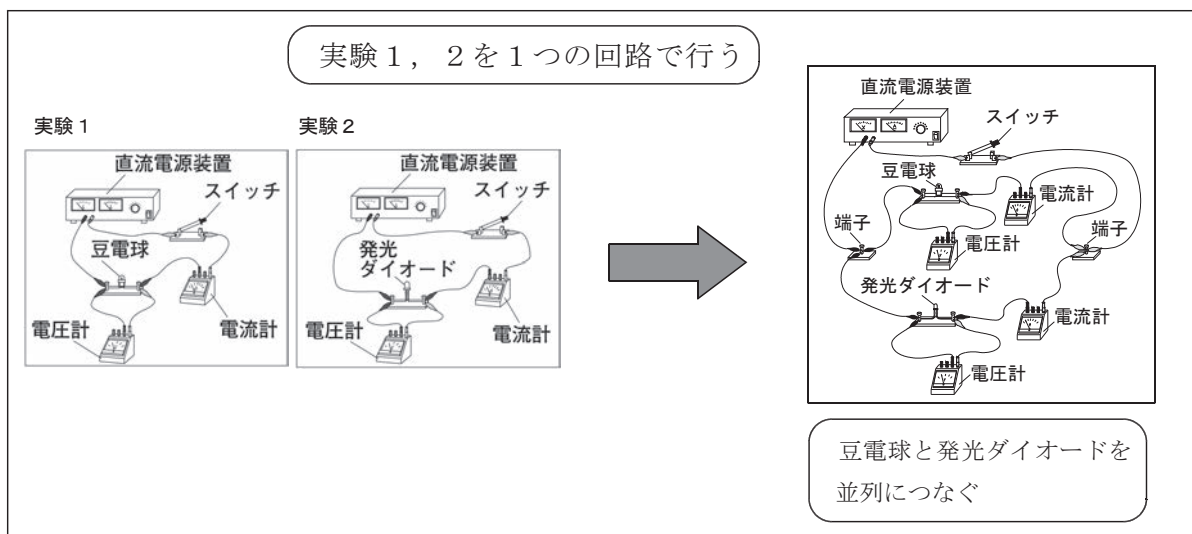 実験１，２を１つの回路で行う
実験１
直流電源装置
スイッチ
豆電球
電圧計
電流計
実験２
直流電源装置
スイッチ
発光
ダイオード
電圧計
電流計
直流電源装置
スイッチ
豆電球
電流計
端子
電圧計
端子
発光ダイオード
電流計
電圧計
豆電球と発光ダイオードを
並列につなぐ